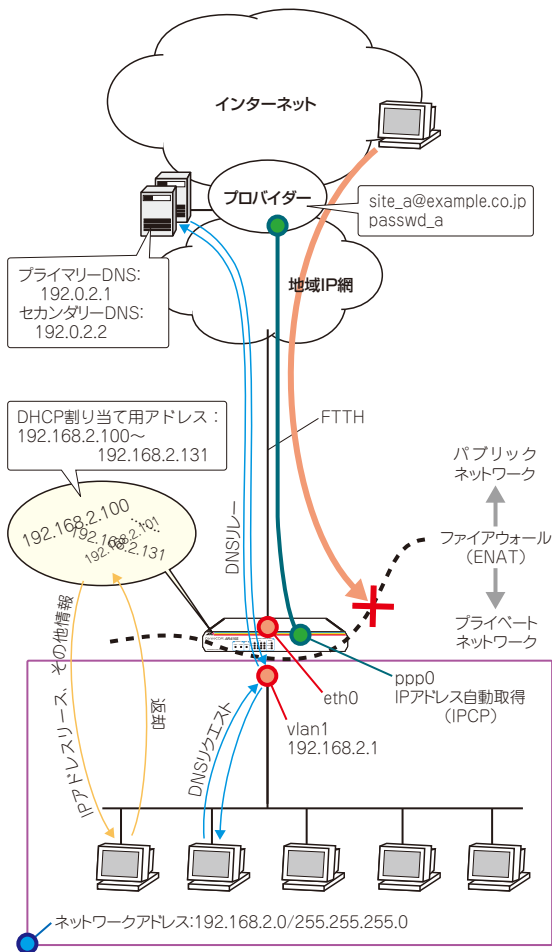 インターネット
プロバイダー
site_a@example.co.jp
passwd_a
地域IP網
プライマリーDNS:
192.0.2.1
セカンダリーDNS:
192.0.2.2
FTTH
DHCP割り当て用アドレス：
192.168.2.100～
192.168.2.131
192.168.2.100
192.168.2.101
192.168.2.131
DNSリレー
パブリック
ネットワーク
ファイアウォール
(ENAT)
プライベート
ネットワーク
IPアドレスリース、その他情報
返却
eth0
ppp0
IPアドレス自動取得
(IPCP)
vlan1
192.168.2.1
DNSリクエスト
ネットワークアドレス:192.168.2.0/255.255.255.0